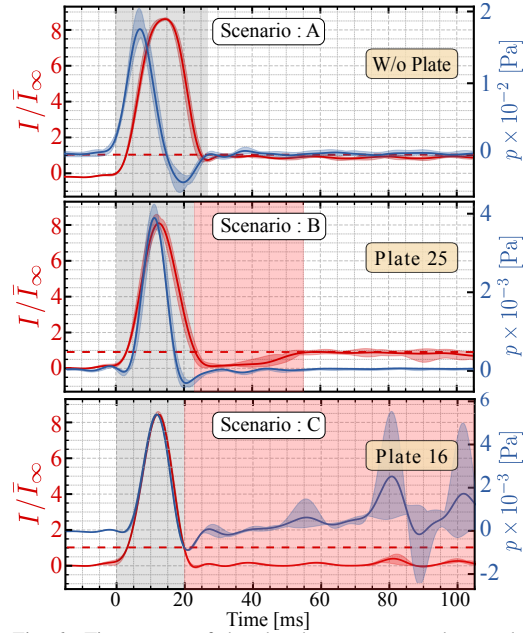 Scenario : A
W/o Plate
8
6
4
2
0
I/Ī∞
2
1
0
p × 10⁻² [Pa]
Scenario : B
Plate 25
8
6
4
2
0
I/Ī∞
4
2
0
p × 10⁻³ [Pa]
Scenario : C
Plate 16
8
6
4
2
0
I/Ī∞
6
4
2
0
-2
p × 10⁻³ [Pa]
0 20 40 60 80 100
Time [ms]